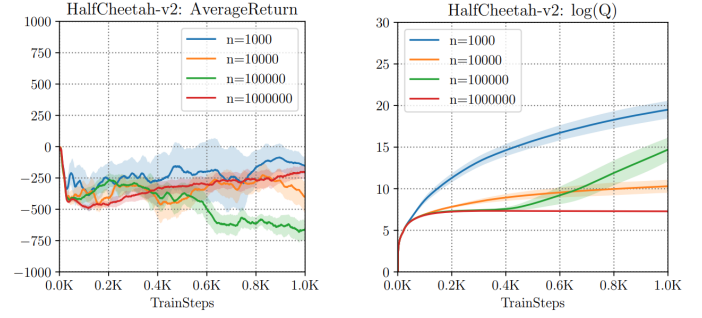 HalfCheetah-v2: AverageReturn
1000
750
500
250
0
−250
−500
−750
−1000
0.0K 0.2K 0.4K 0.6K 0.8K 1.0K
TrainSteps
n=1000
n=10000
n=100000
n=1000000
HalfCheetah-v2: log(Q)
30
25
20
15
10
5
0
0.0K 0.2K 0.4K 0.6K 0.8K 1.0K
TrainSteps
n=1000
n=10000
n=100000
n=1000000